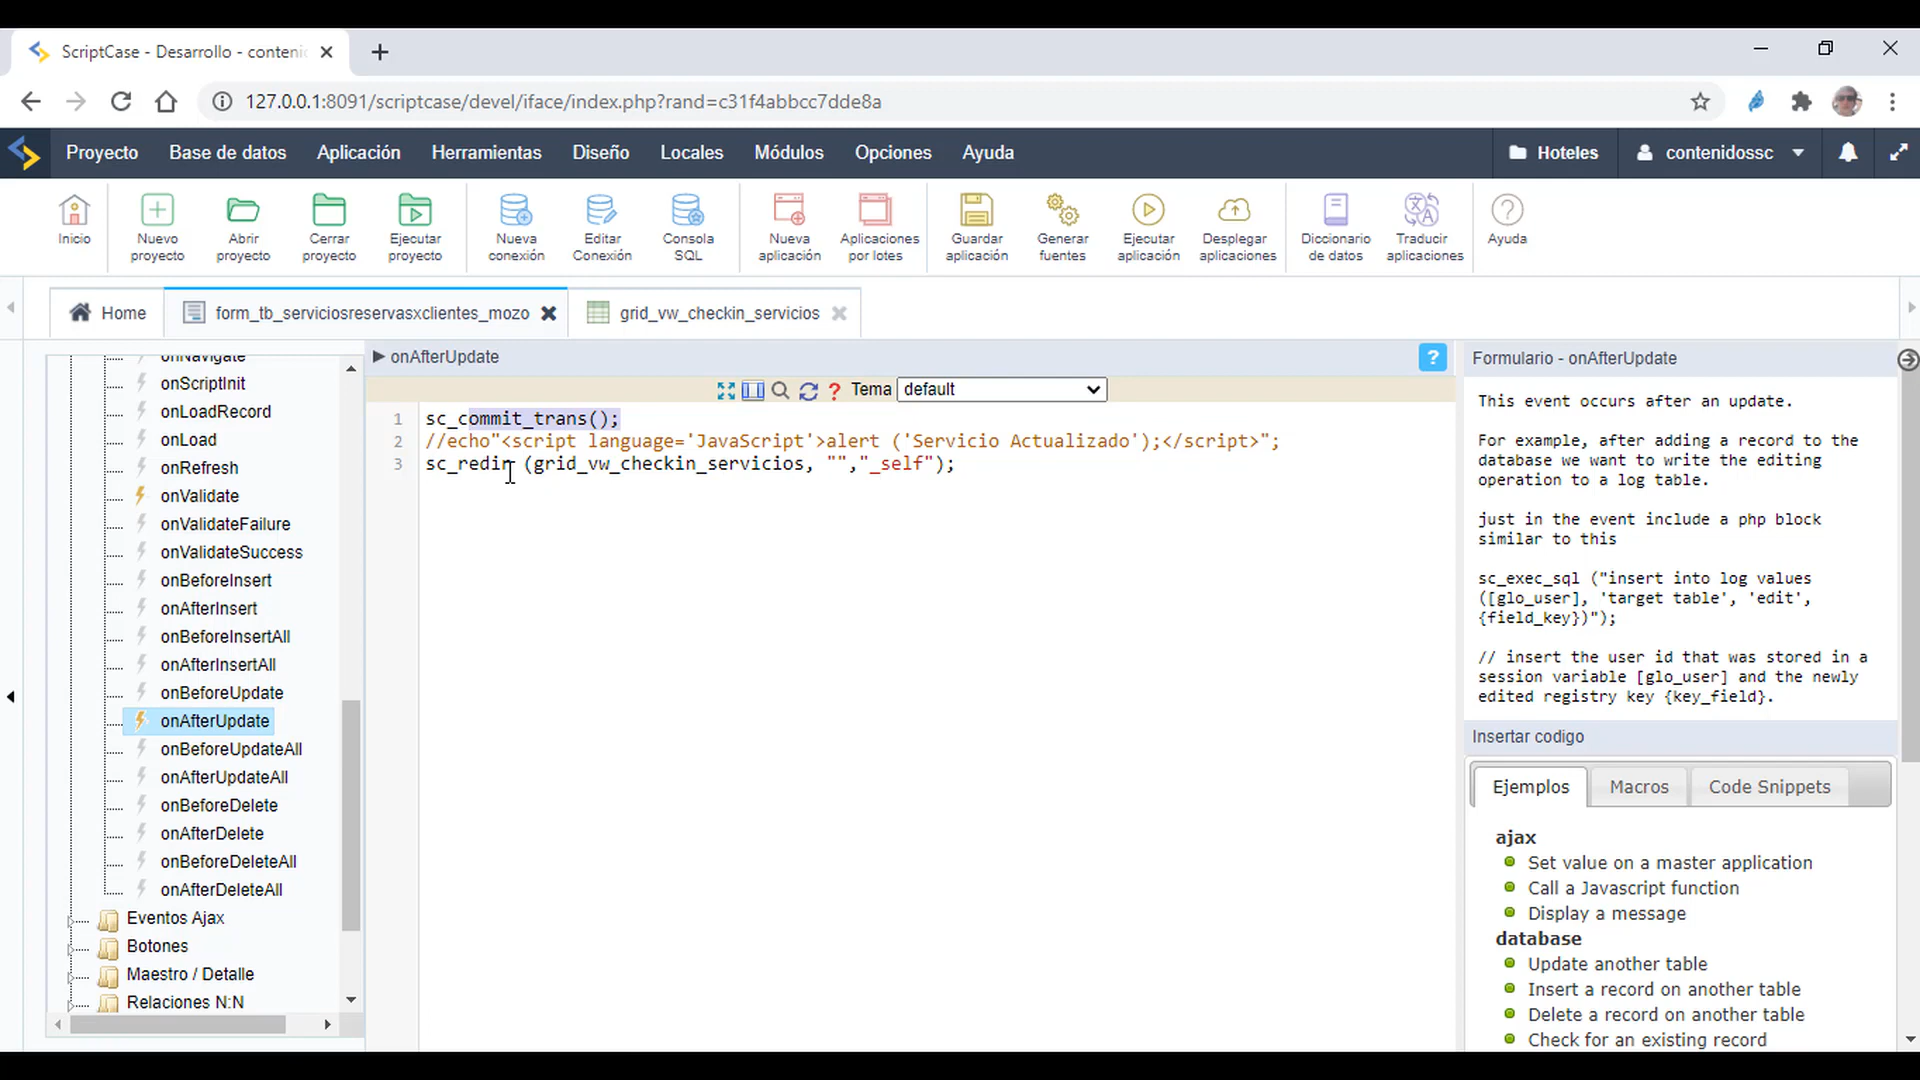 ScriptCase - Desarrollo - conteni
127.0.0.1:8091/scriptcase/devel/iface/index.php?rand=c31f4abbcc7dde8a
Proyecto Base de datos Aplicación Herramientas Diseño Locales Módulos Opciones Ayuda Hoteles contenidossc
Inicio
Nuevo proyecto
Abrir proyecto
Cerrar proyecto
Ejecutar proyecto
Nueva conexión
Editar Conexión
Consola SQL
Nueva aplicación
Aplicaciones por lotes
Guardar aplicación
Generar fuentes
Ejecutar aplicación
Desplegar aplicaciones
Diccionario de datos
Traducir aplicaciones
Ayuda
Home
form_tb_serviciosreservasxclientes_mozo
grid_vw_checkin_servicios
onNavigate
onScriptInit
onLoadRecord
onLoad
onRefresh
onValidate
onValidateFailure
onValidateSuccess
onBeforeInsert
onAfterInsert
onBeforeInsertAll
onAfterInsertAll
onBeforeUpdate
onAfterUpdate
onBeforeUpdateAll
onAfterUpdateAll
onBeforeDelete
onAfterDelete
onBeforeDeleteAll
onAfterDeleteAll
Eventos Ajax
Botones
Maestro / Detalle
Relaciones N:N
onAfterUpdate
?
? Tema default
1 sc_commit_trans();
2 //echo"<script language='JavaScript'>alert ('Servicio Actualizado');</script>";
3 sc_redir (grid_vw_checkin_servicios, "","_self");
Formulario - onAfterUpdate
This event occurs after an update.
For example, after adding a record to the
database we want to write the editing
operation to a log table.
just in the event include a php block
similar to this
sc_exec_sql ("insert into log values
([glo_user], 'target table', 'edit',
{field_key})");
// insert the user id that was stored in a
session variable [glo_user] and the newly
edited registry key {key_field}.
Insertar codigo
Ejemplos Macros Code Snippets
ajax
Set value on a master application
Call a Javascript function
Display a message
database
Update another table
Insert a record on another table
Delete a record on another table
Check for an existing record